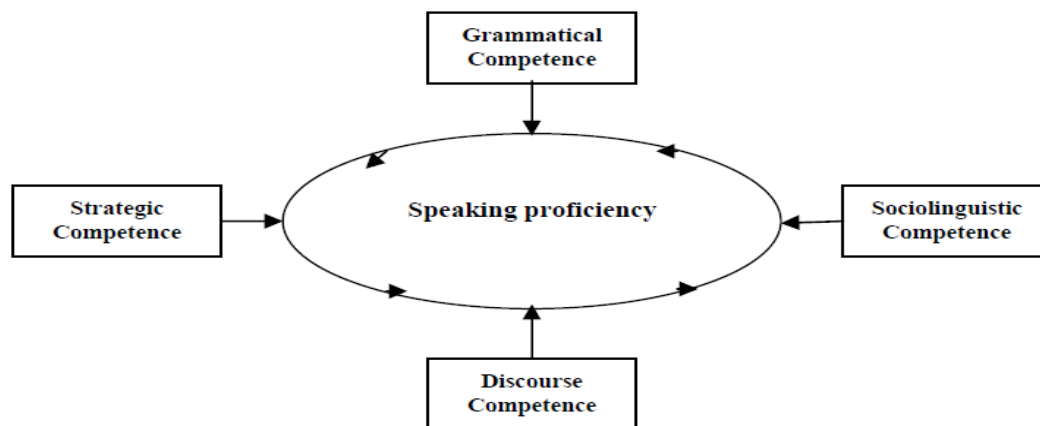 Grammatical
Competence
Strategic
Competence
Speaking proficiency
Sociolinguistic
Competence
Discourse
Competence